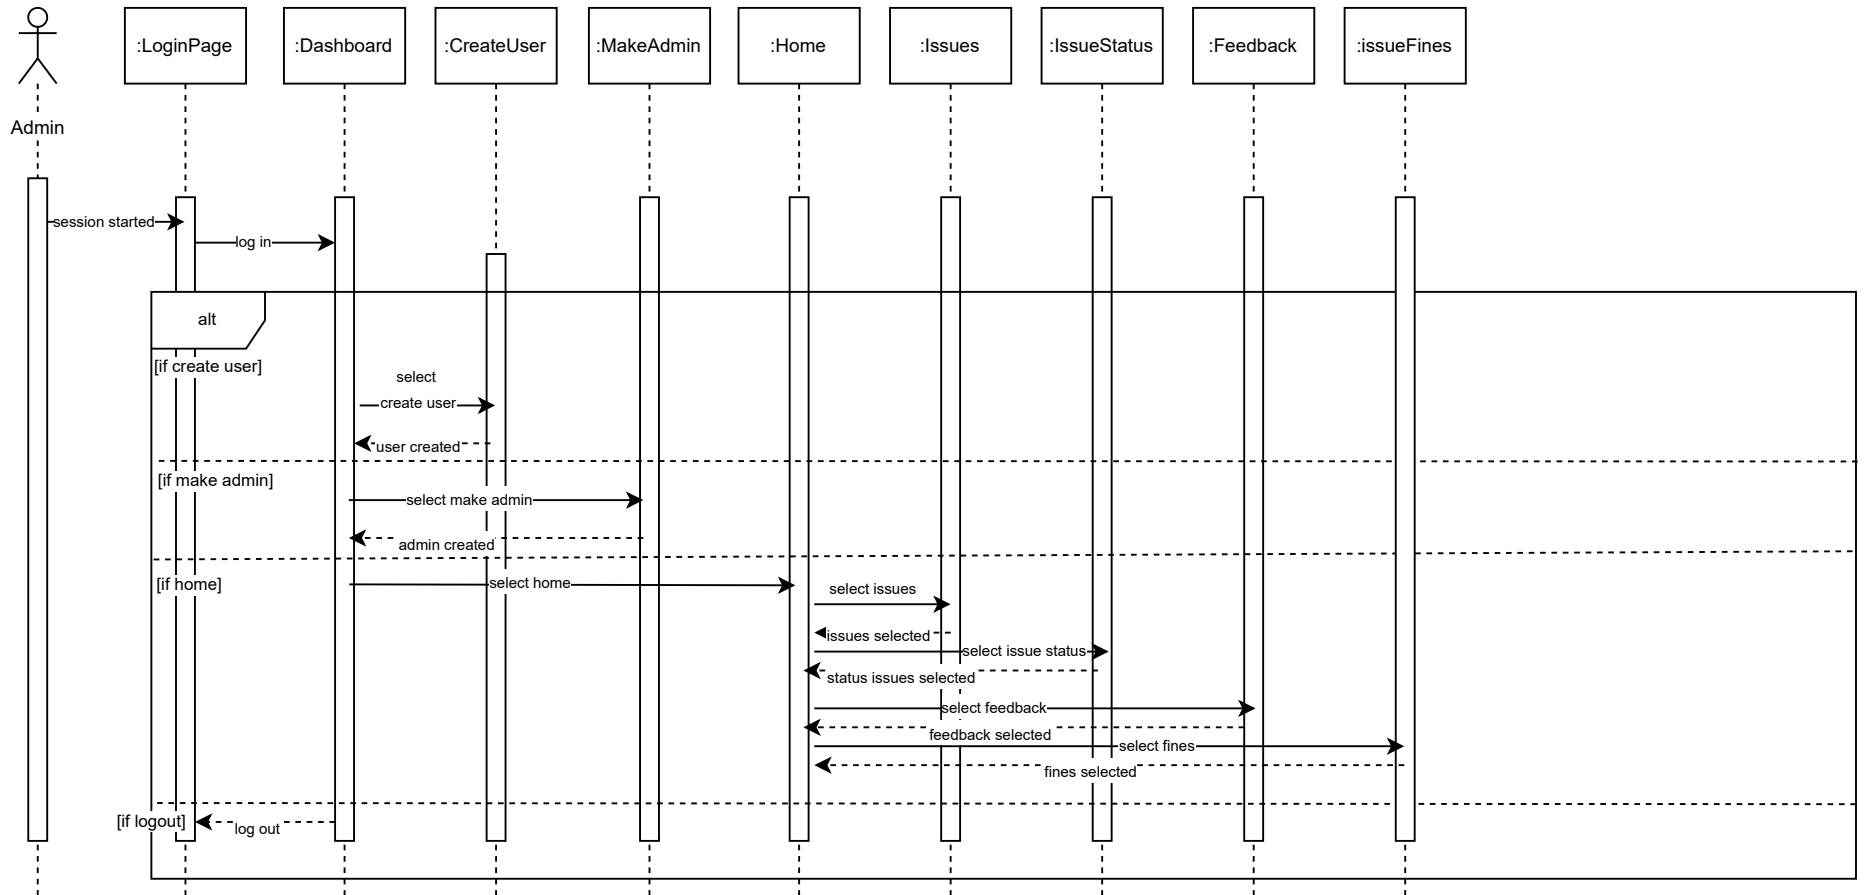 :LoginPage
:Dashboard
:CreateUser
:MakeAdmin
:Home
:Issues
:IssueStatus
:Feedback
:issueFines
Admin
session started
log in
alt
[if create user]
select
create user
user created
[if make admin]
select make admin
admin created
[if home]
select home
select issues
issues selected
select issue status
status issues selected
select feedback
feedback selected
select fines
fines selected
[if logout]
log out